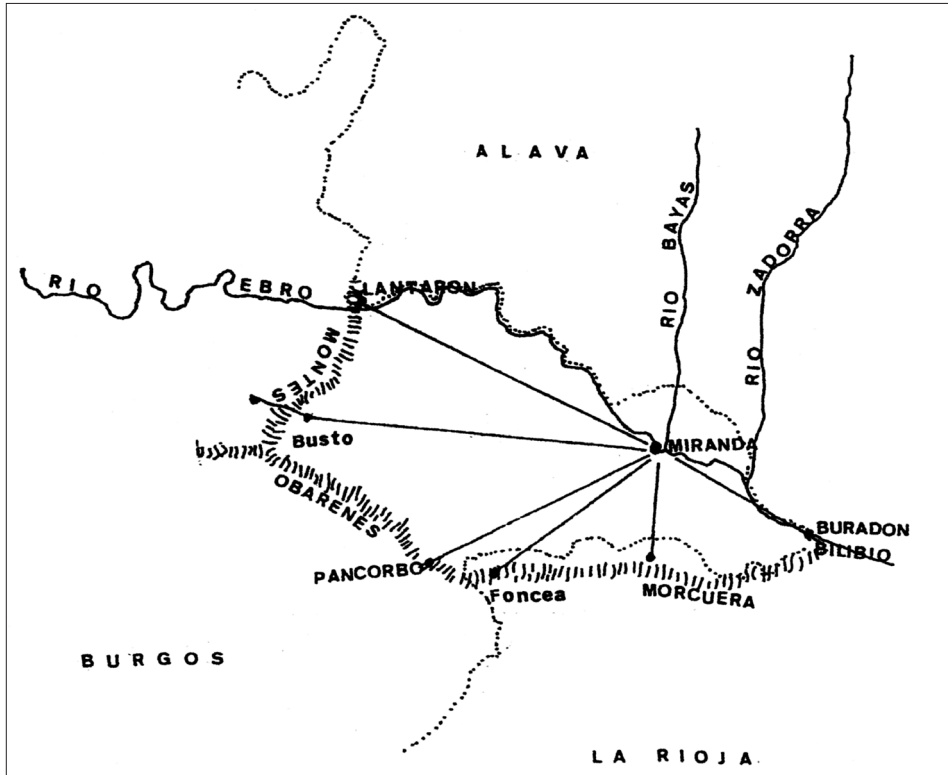 ALAVA
RIO BAYAS
RIO ZADORRA
RIO EBRO
LANTARON
MONTES
OBARENES
Busto
MIRANDA
BURADON
BILIBIO
PANCORBO
Foncea
MORCUERA
BURGOS
LA RIOJA